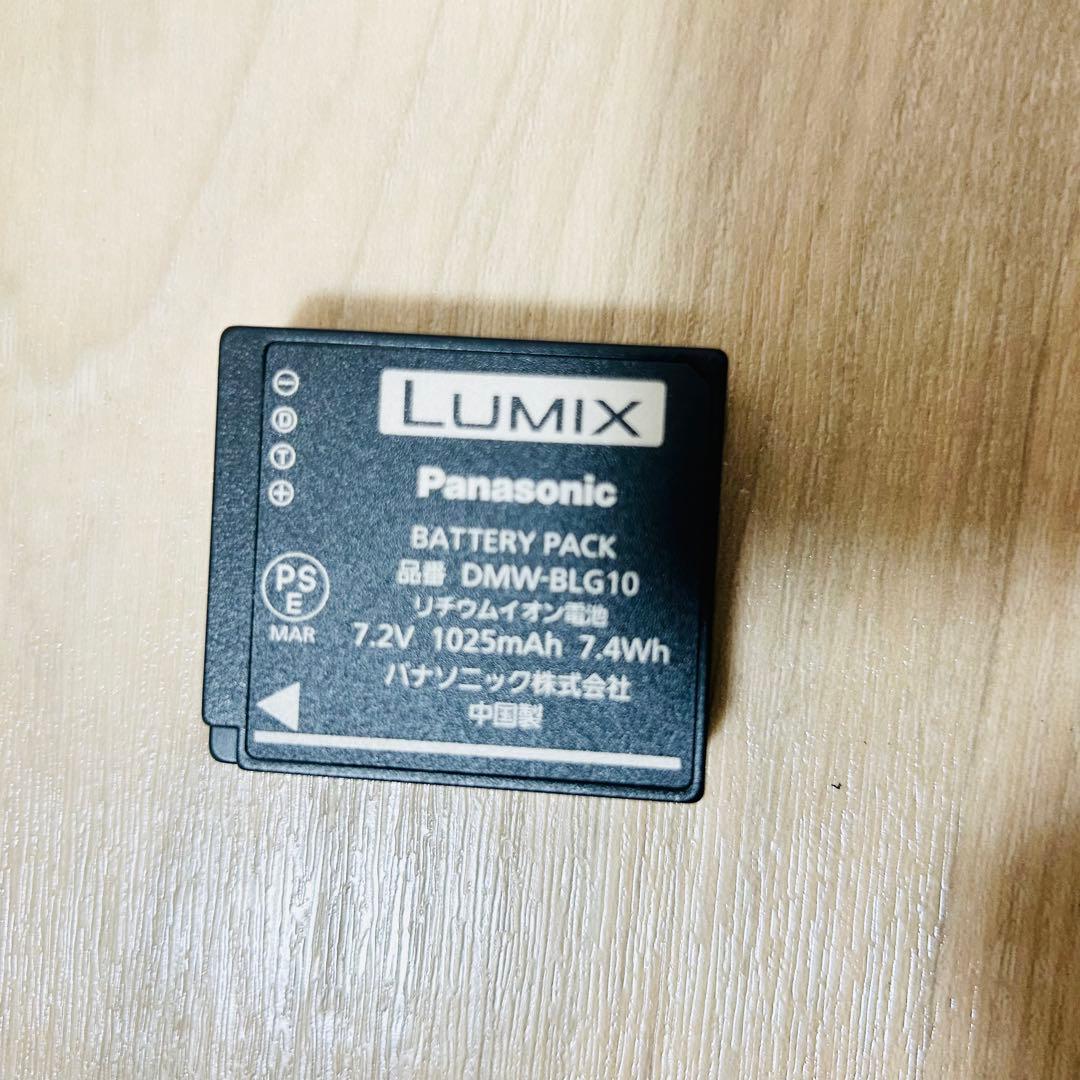 LUMIX
Panasonic
BATTERY PACK
品番 DMW-BLG10
リチウムイオン電池
7.2V 1025mAh 7.4Wh
パナソニック株式会社
中国製
D
T
PS
E
MAR